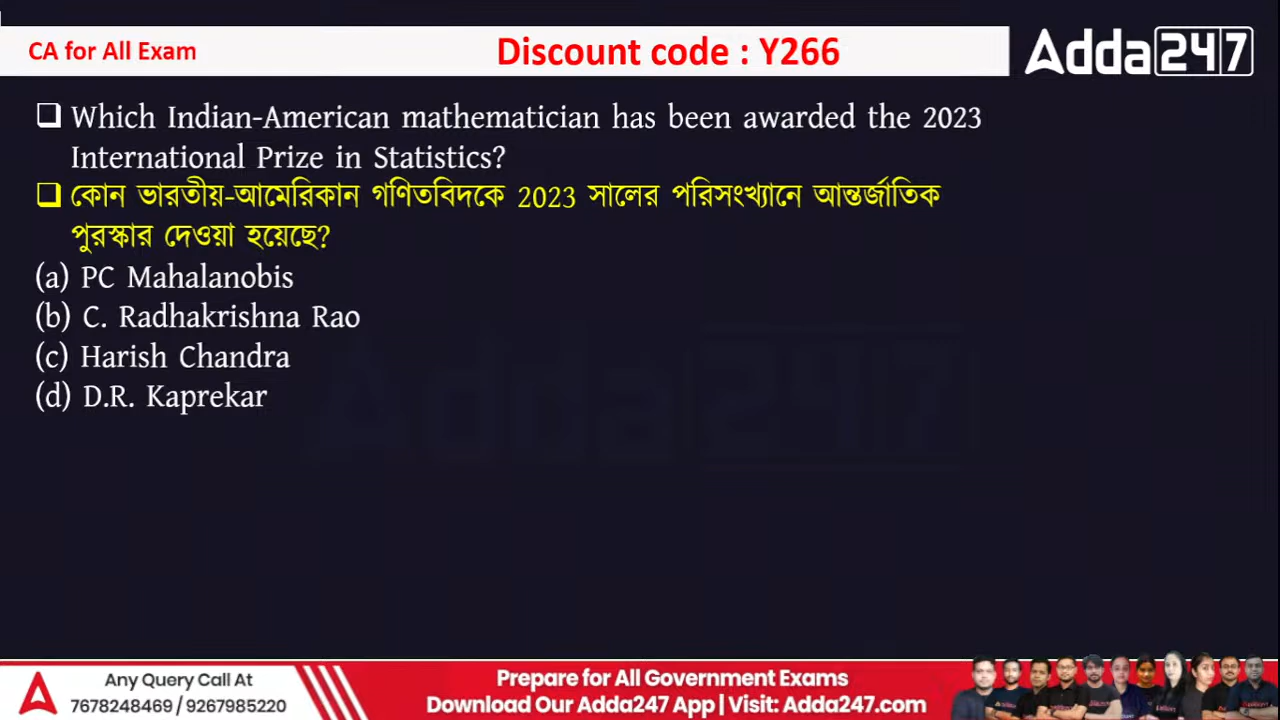 CA for All Exam
Discount code : Y266
Adda247
Which Indian-American mathematician has been awarded the 2023
International Prize in Statistics?
কোন ভারতীয়-আমেরিকান গণিতবিদকে 2023 সালের পরিসংখ্যানে আন্তর্জাতিক
পুরস্কার দেওয়া হয়েছে?
(a) PC Mahalanobis
(b) C. Radhakrishna Rao
(c) Harish Chandra
(d) D.R. Kaprekar
Adda247
Any Query Call At
7678248469 / 9267985220
Prepare for All Government Exams
Download Our Adda247 App | Visit: Adda247.com